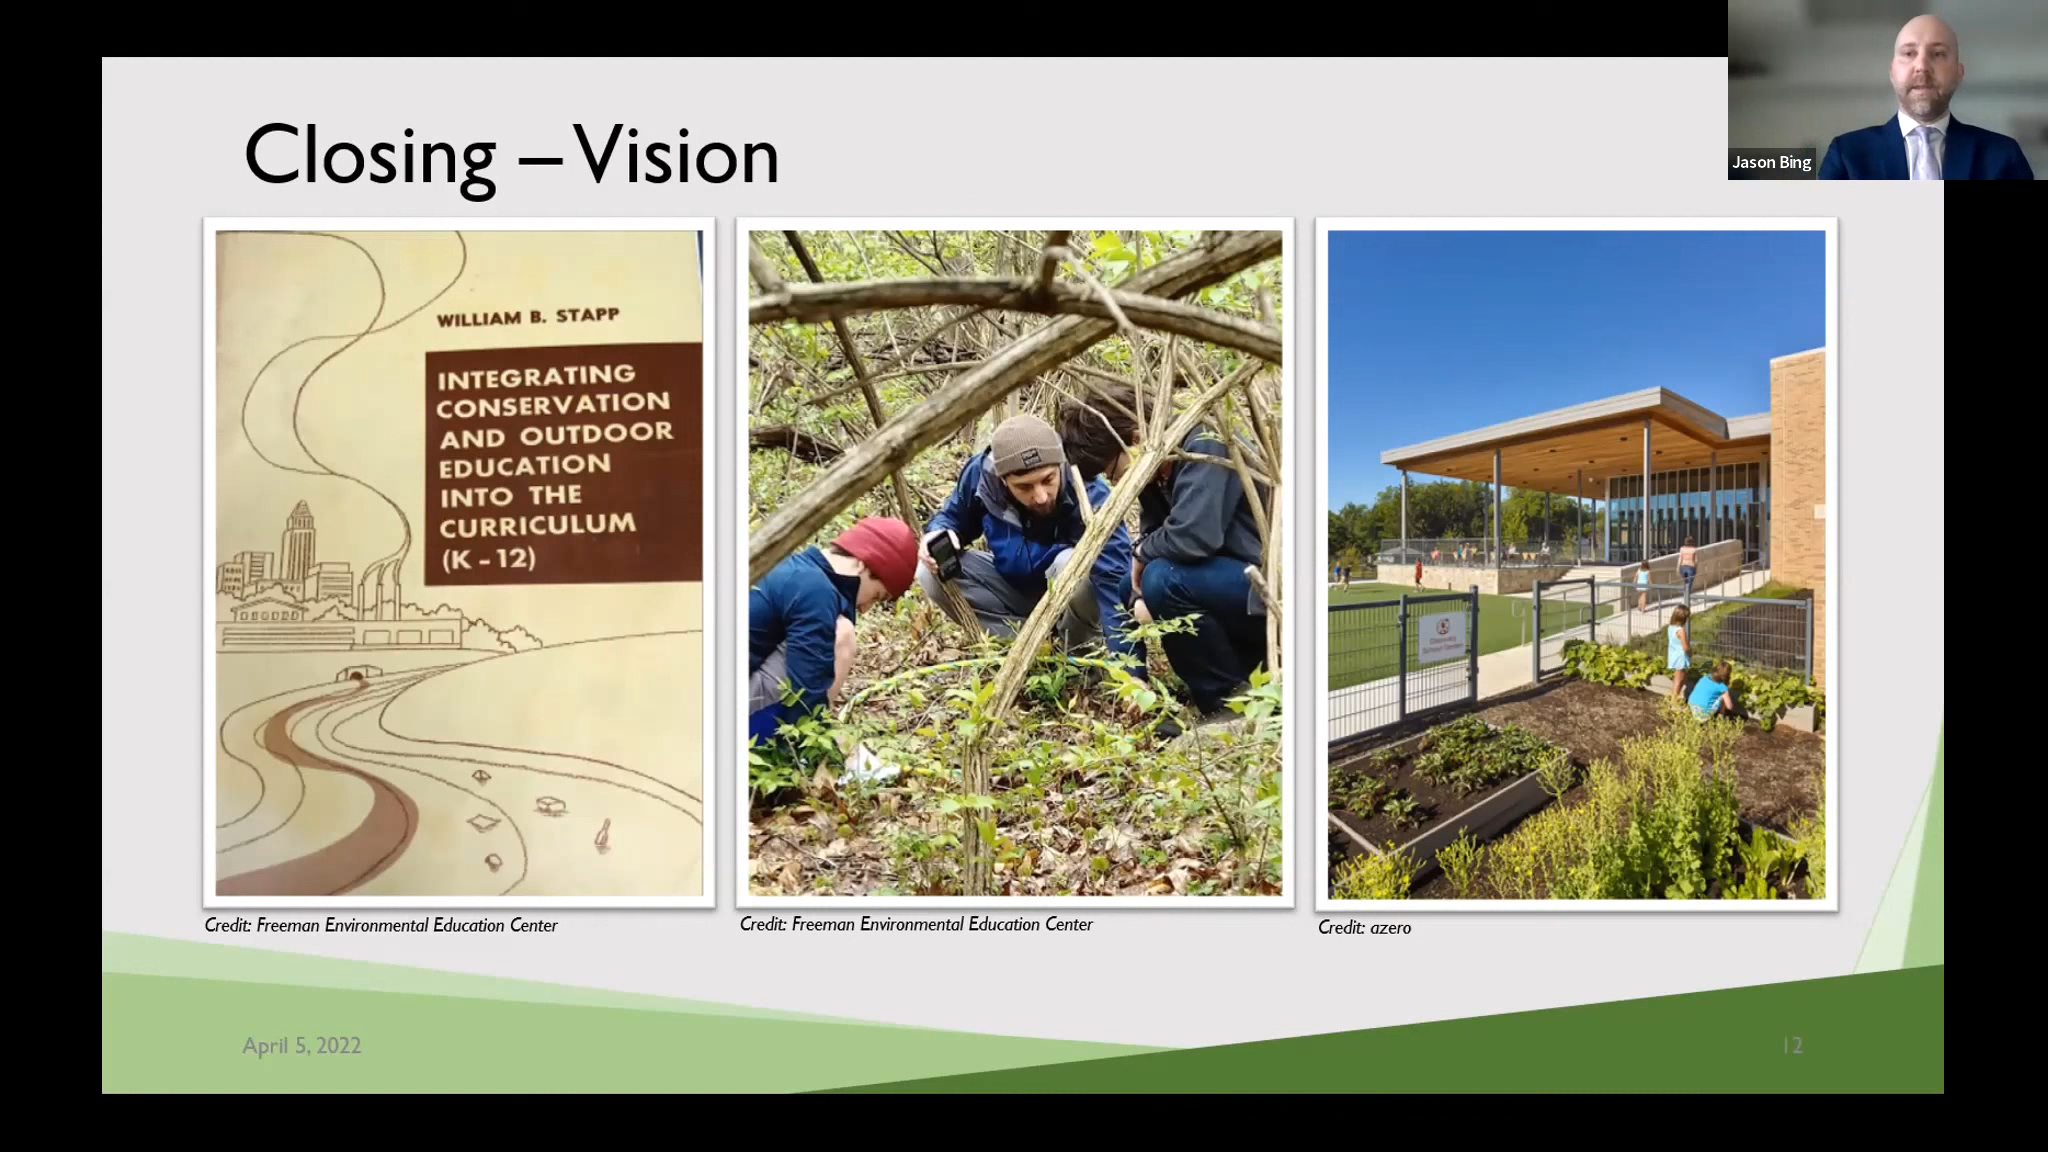 Closing – Vision
Jason Bing
WILLIAM B. STAPP
INTEGRATING
CONSERVATION
AND OUTDOOR
EDUCATION
INTO THE
CURRICULUM
(K - 12)
Credit: Freeman Environmental Education Center
Credit: Freeman Environmental Education Center
Credit: azero
April 5, 2022
12